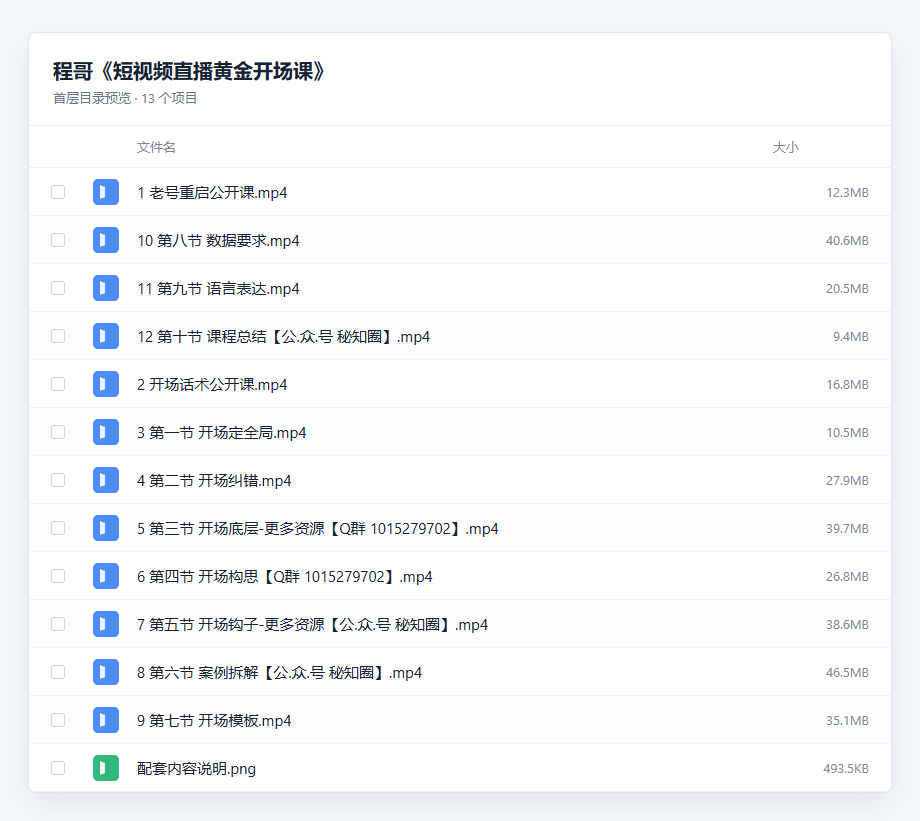 程哥《短视频直播黄金开场课》
首层目录预览 · 13 个项目
文件名 大小
1 老号重启公开课.mp4 12.3MB
10 第八节 数据要求.mp4 40.6MB
11 第九节 语言表达.mp4 20.5MB
12 第十节 课程总结【公.众.号 秘知圈】.mp4 9.4MB
2 开场话术公开课.mp4 16.8MB
3 第一节 开场定全局.mp4 10.5MB
4 第二节 开场纠错.mp4 27.9MB
5 第三节 开场底层-更多资源【Q群 1015279702】.mp4 39.7MB
6 第四节 开场构思【Q群 1015279702】.mp4 26.8MB
7 第五节 开场钩子-更多资源【公.众.号 秘知圈】.mp4 38.6MB
8 第六节 案例拆解【公.众.号 秘知圈】.mp4 46.5MB
9 第七节 开场模板.mp4 35.1MB
配套内容说明.png 493.5KB